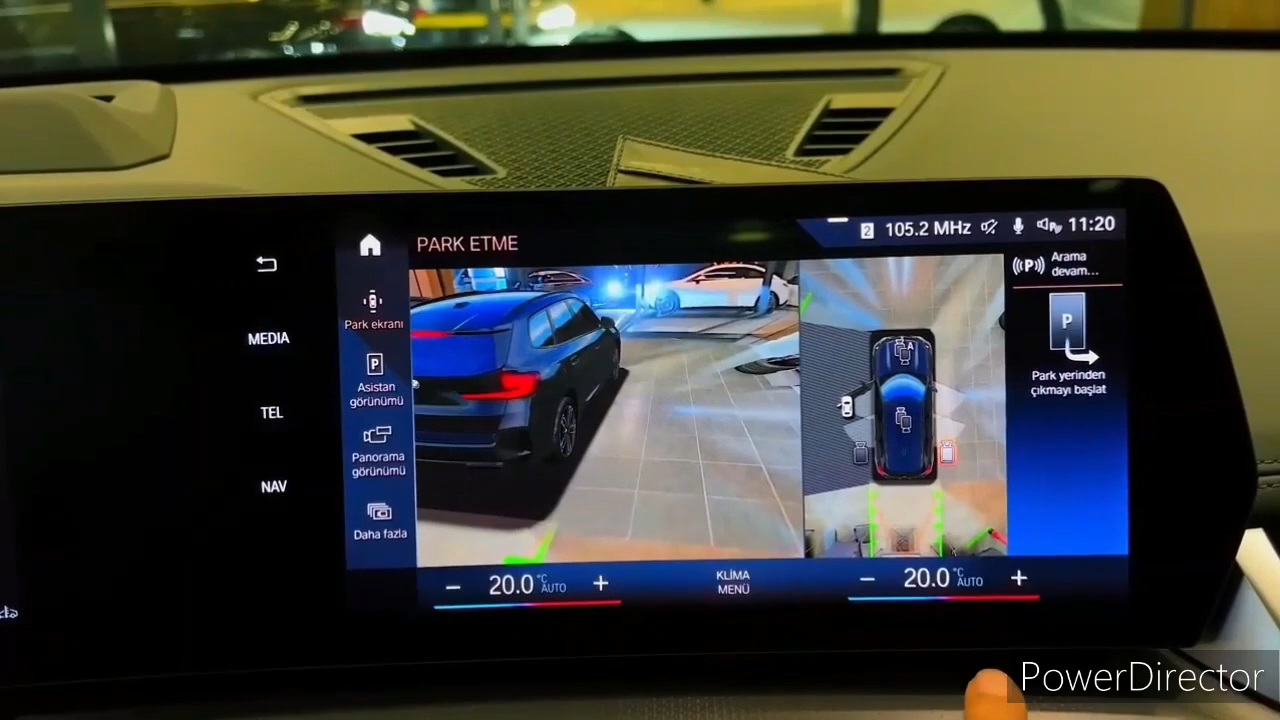 PARK ETME
2 105.2 MHz 11:20
MEDIA
TEL
NAV
Park ekranı
P
Asistan
görünümü
Panorama
görünümü
Daha fazla
A
((P)) Arama
devam...
P
Park yerinden
çıkmayı başlat
− 20.0 °C AUTO +
KLİMA
MENÜ
− 20.0 °C AUTO +
PowerDirector